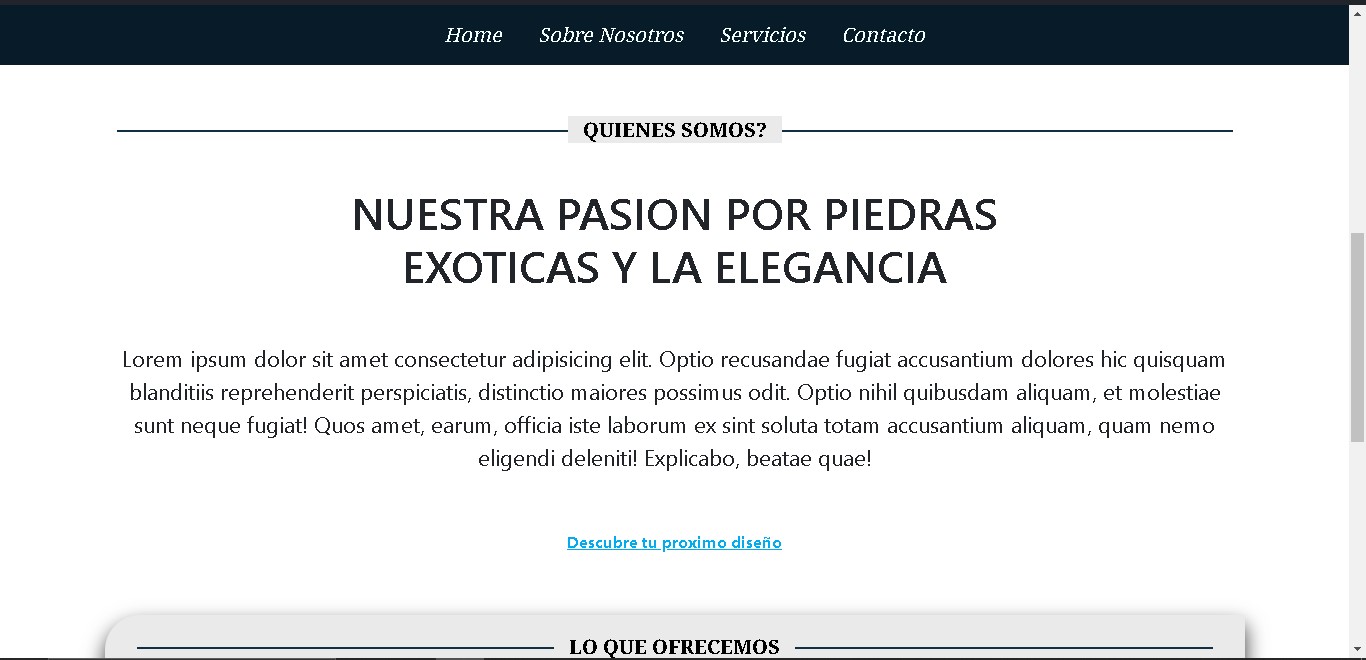 Home Sobre Nosotros Servicios Contacto
QUIENES SOMOS?
NUESTRA PASION POR PIEDRAS
EXOTICAS Y LA ELEGANCIA
Lorem ipsum dolor sit amet consectetur adipisicing elit. Optio recusandae fugiat accusantium dolores hic quisquam
blanditiis reprehenderit perspiciatis, distinctio maiores possimus odit. Optio nihil quibusdam aliquam, et molestiae
sunt neque fugiat! Quos amet, earum, officia iste laborum ex sint soluta totam accusantium aliquam, quam nemo
eligendi deleniti! Explicabo, beatae quae!
Descubre tu proximo diseño
LO QUE OFRECEMOS